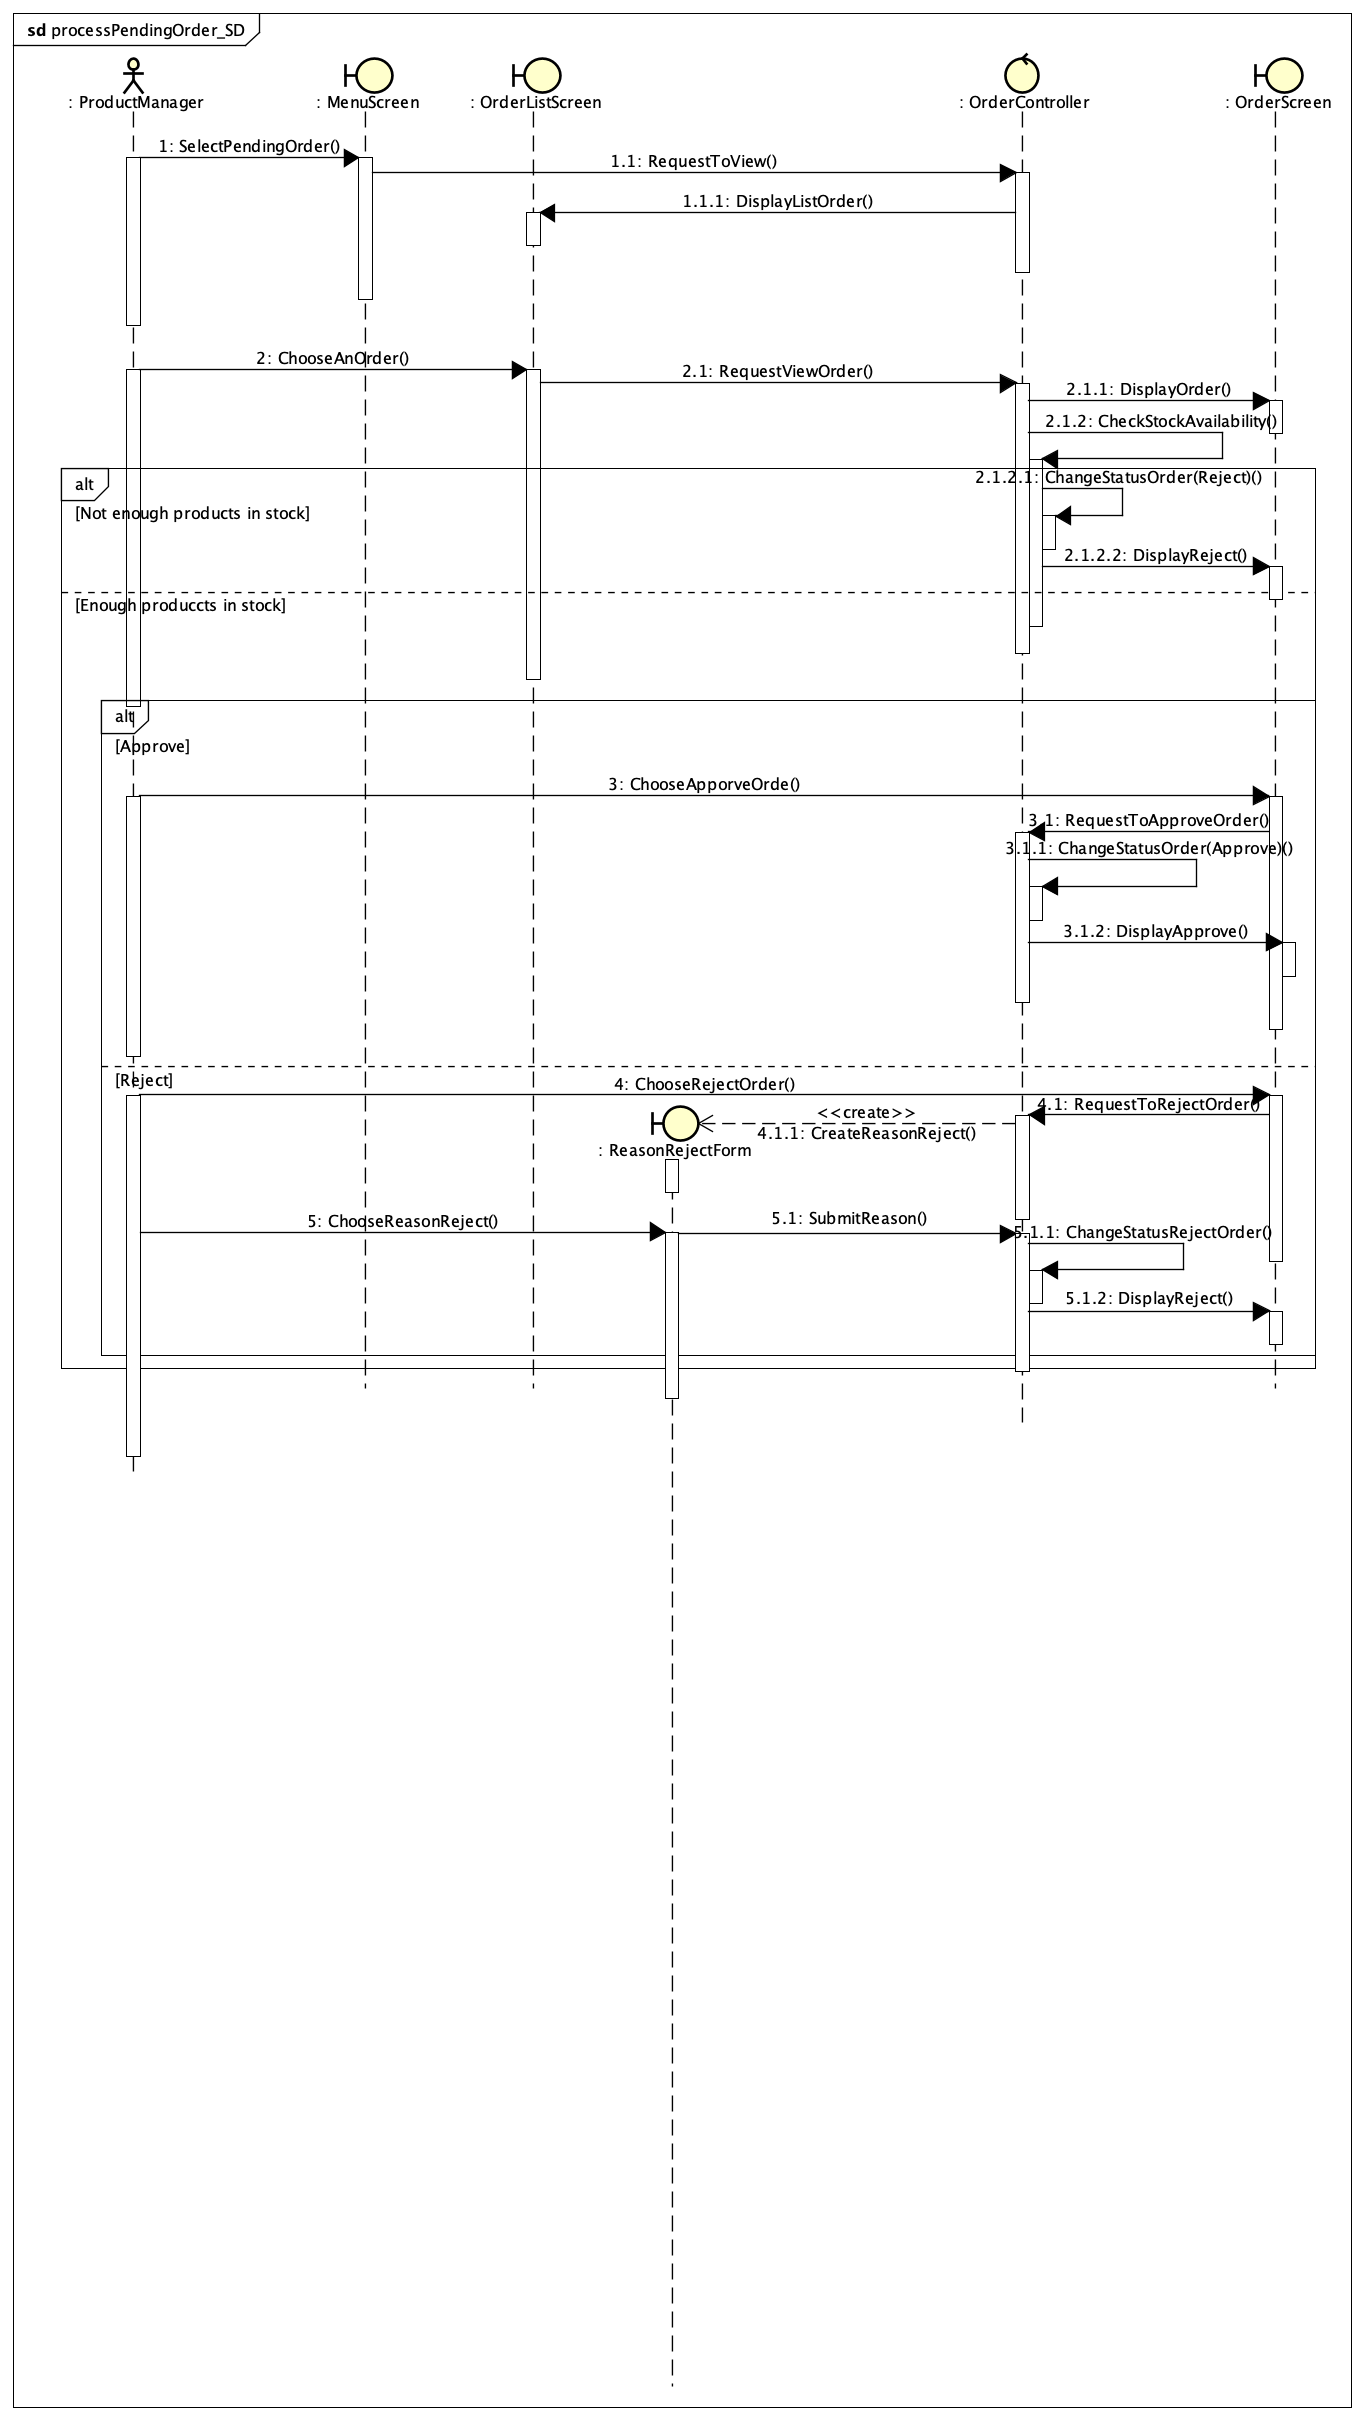 sd processPendingOrder_SD
: ProductManager
: MenuScreen
: OrderListScreen
: OrderController
: OrderScreen
1: SelectPendingOrder()
1.1: RequestToView()
1.1.1: DisplayListOrder()
2: ChooseAnOrder()
2.1: RequestViewOrder()
2.1.1: DisplayOrder()
2.1.2: CheckStockAvailability()
alt
2.1.2.1: ChangeStatusOrder(Reject)()
[Not enough products in stock]
2.1.2.2: DisplayReject()
[Enough produccts in stock]
alt
[Approve]
3: ChooseApporveOrde()
3.1: RequestToApproveOrder()
3.1.1: ChangeStatusOrder(Approve)()
3.1.2: DisplayApprove()
[Reject]
4: ChooseRejectOrder()
4.1: RequestToRejectOrder()
<<create>>
4.1.1: CreateReasonReject()
: ReasonRejectForm
5: ChooseReasonReject()
5.1: SubmitReason()
5.1.1: ChangeStatusRejectOrder()
5.1.2: DisplayReject()